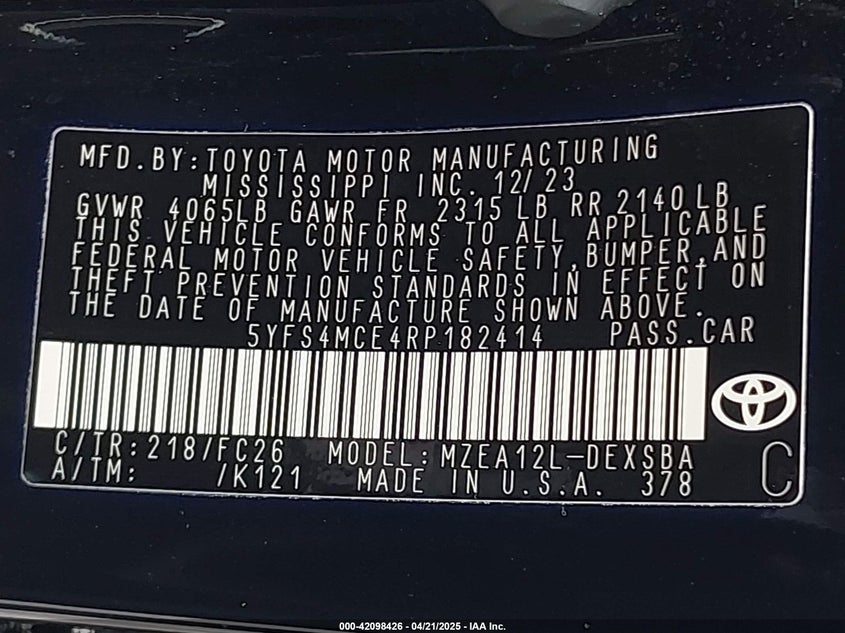 MFD.BY:TOYOTA MOTOR MANUFACTURING
MISSISSIPPI INC. 12/23
GVWR 4065LB GAWR FR 2315 LB RR 2140 LB
THIS VEHICLE CONFORMS TO ALL APPLICABLE
FEDERAL MOTOR VEHICLE SAFETY, BUMPER, AND
THEFT PREVENTION STANDARDS IN EFFECT ON
THE DATE OF MANUFACTURE SHOWN ABOVE.
5YFS4MCE4RP182414 PASS.CAR
C/TR:218/FC26 MODEL:MZEA12L-DEXSBA
A/TM: /K121 MADE IN U.S.A. 378 C
000-42098426 - 04/21/2025 - IAA Inc.